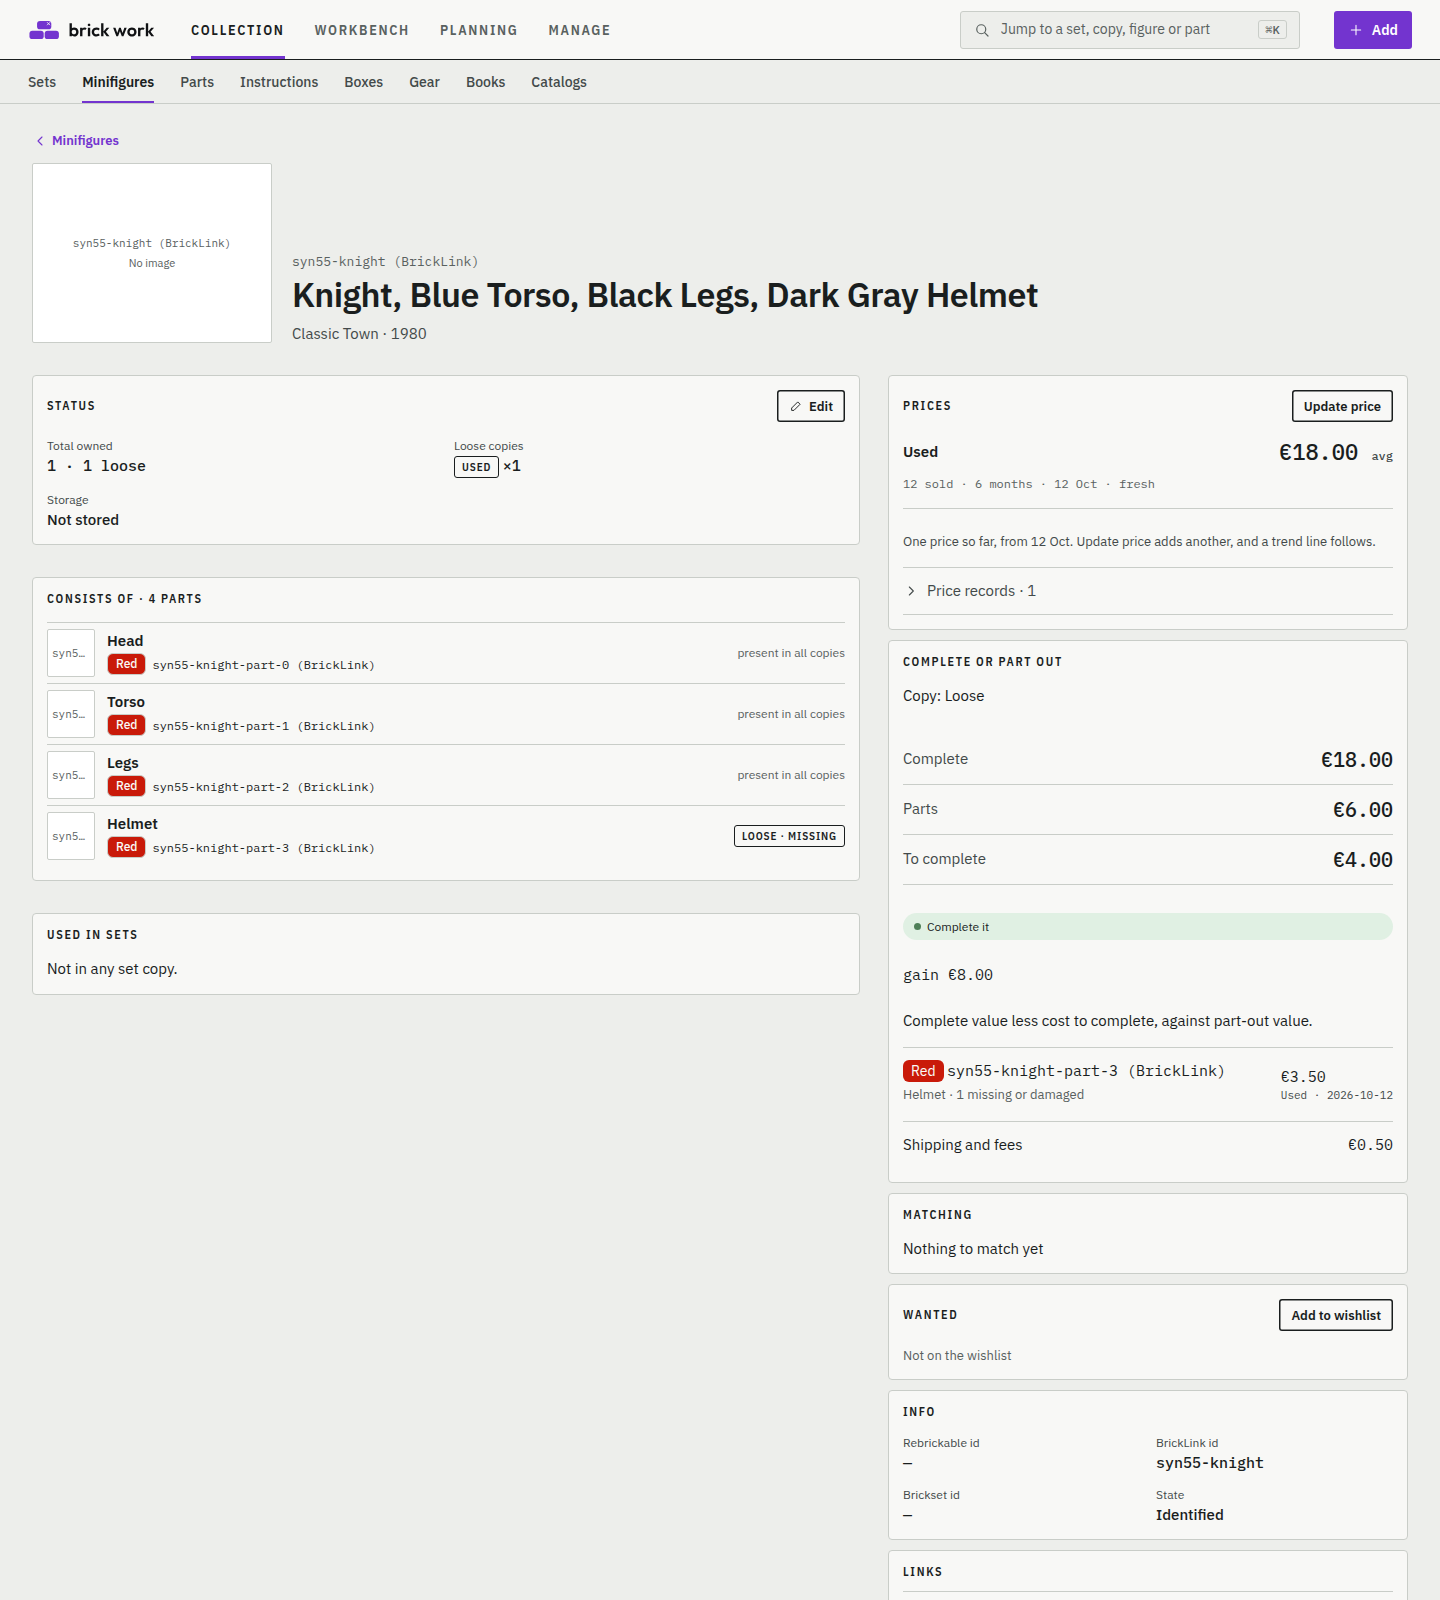 brick work
COLLECTION
WORKBENCH
PLANNING
MANAGE
Jump to a set, copy, figure or part
⌘K
Add
Sets
Minifigures
Parts
Instructions
Boxes
Gear
Books
Catalogs
Minifigures
syn55-knight (BrickLink)
No image
syn55-knight (BrickLink)
Knight, Blue Torso, Black Legs, Dark Gray Helmet
Classic Town · 1980
STATUS
Edit
Total owned
1 · 1 loose
Loose copies
USED ×1
Storage
Not stored
CONSISTS OF · 4 PARTS
syn5…
Head
Red syn55-knight-part-0 (BrickLink)
present in all copies
syn5…
Torso
Red syn55-knight-part-1 (BrickLink)
present in all copies
syn5…
Legs
Red syn55-knight-part-2 (BrickLink)
present in all copies
syn5…
Helmet
Red syn55-knight-part-3 (BrickLink)
LOOSE · MISSING
USED IN SETS
Not in any set copy.
PRICES
Update price
Used
€18.00 avg
12 sold · 6 months · 12 Oct · fresh
One price so far, from 12 Oct. Update price adds another, and a trend line follows.
Price records · 1
COMPLETE OR PART OUT
Copy: Loose
Complete
€18.00
Parts
€6.00
To complete
€4.00
Complete it
gain €8.00
Complete value less cost to complete, against part-out value.
Red syn55-knight-part-3 (BrickLink)
Helmet · 1 missing or damaged
€3.50
Used · 2026-10-12
Shipping and fees
€0.50
MATCHING
Nothing to match yet
WANTED
Add to wishlist
Not on the wishlist
INFO
Rebrickable id
—
BrickLink id
syn55-knight
Brickset id
—
State
Identified
LINKS